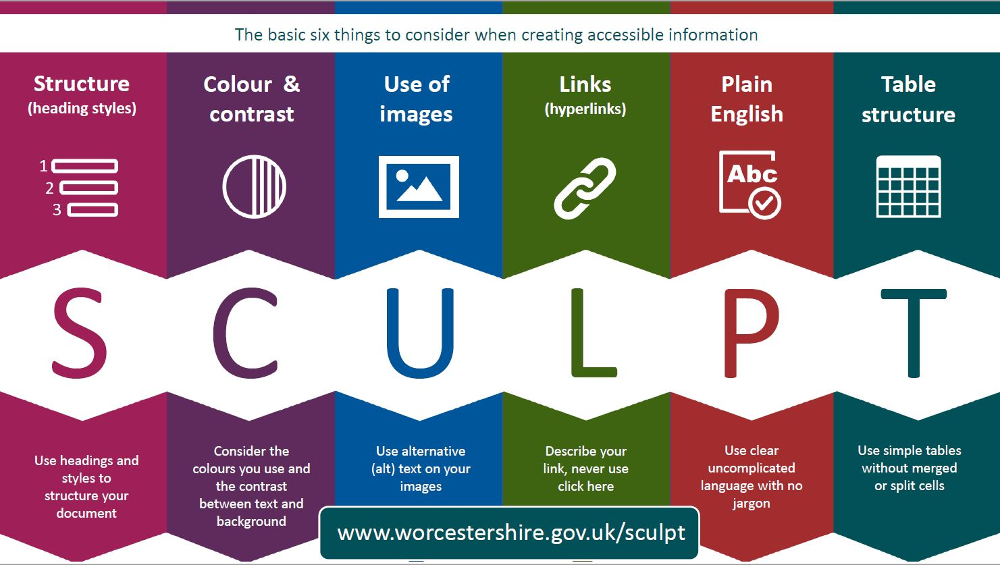 The basic six things to consider when creating accessible information
Structure
(heading styles)
1
2
3
Colour & 
contrast
Use of
images
Links
(hyperlinks)
Plain
English
Abc
Table
structure
S
C
U
L
P
T
Use headings and
styles to
structure your
document
Consider the
colours you use and
the contrast
between text and
background
Use alternative
(alt) text on your
images
Describe your
link, never use
click here
Use clear
uncomplicated
language with no
jargon
Use simple tables
without merged
or split cells
www.worcestershire.gov.uk/sculpt